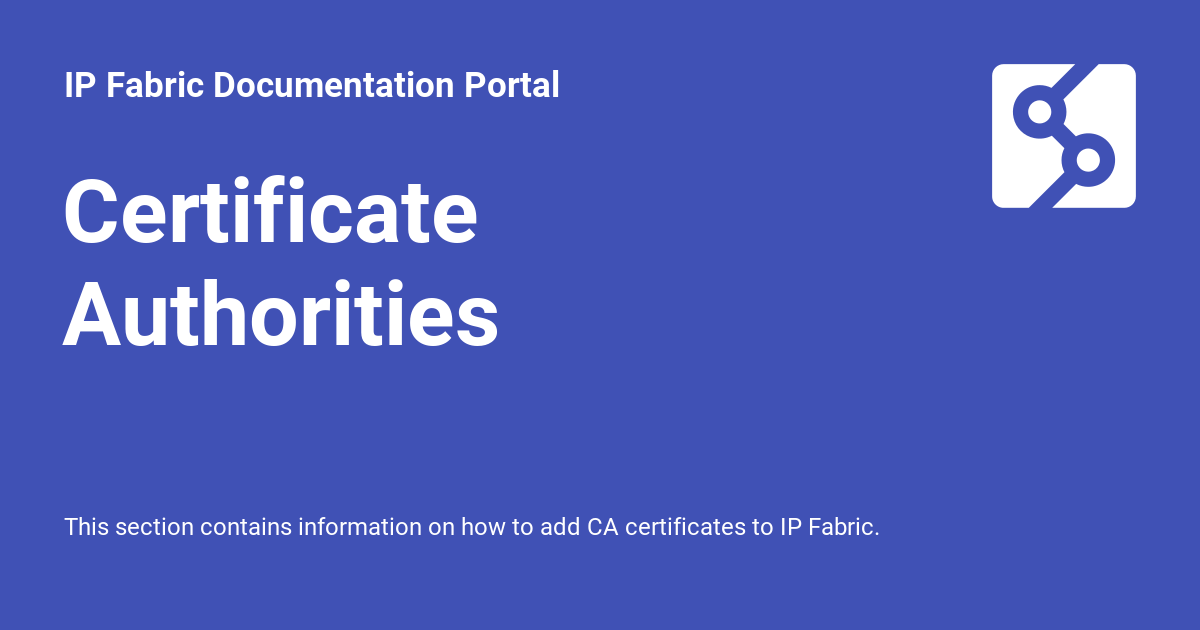 IP Fabric Documentation Portal
Certificate
Authorities
This section contains information on how to add CA certificates to IP Fabric.